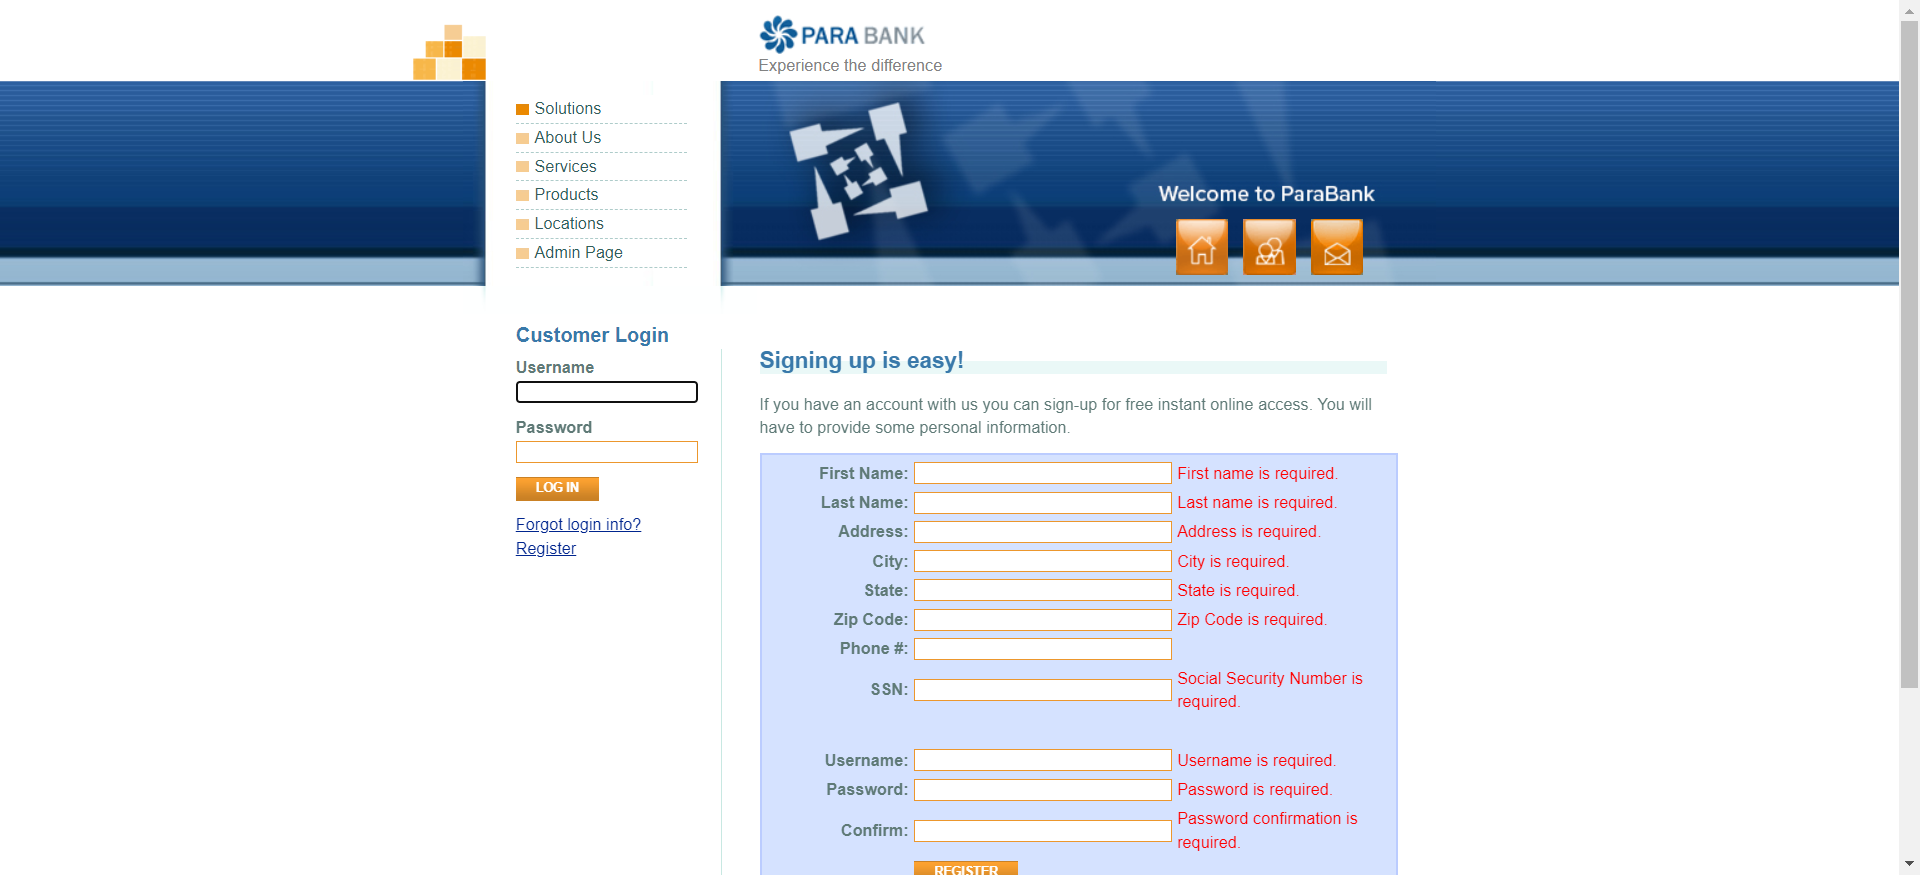 PARA BANK
Experience the difference
Solutions
About Us
Services
Products
Locations
Admin Page
Welcome to ParaBank
Customer Login
Username
Password
LOG IN
Forgot login info?
Register
Signing up is easy!
If you have an account with us you can sign-up for free instant online access. You will
have to provide some personal information.
First Name: First name is required.
Last Name: Last name is required.
Address: Address is required.
City: City is required.
State: State is required.
Zip Code: Zip Code is required.
Phone #:
SSN: Social Security Number is
required.
Username: Username is required.
Password: Password is required.
Confirm: Password confirmation is
required.
REGISTER